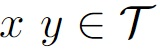 x y ∈ 𝒯